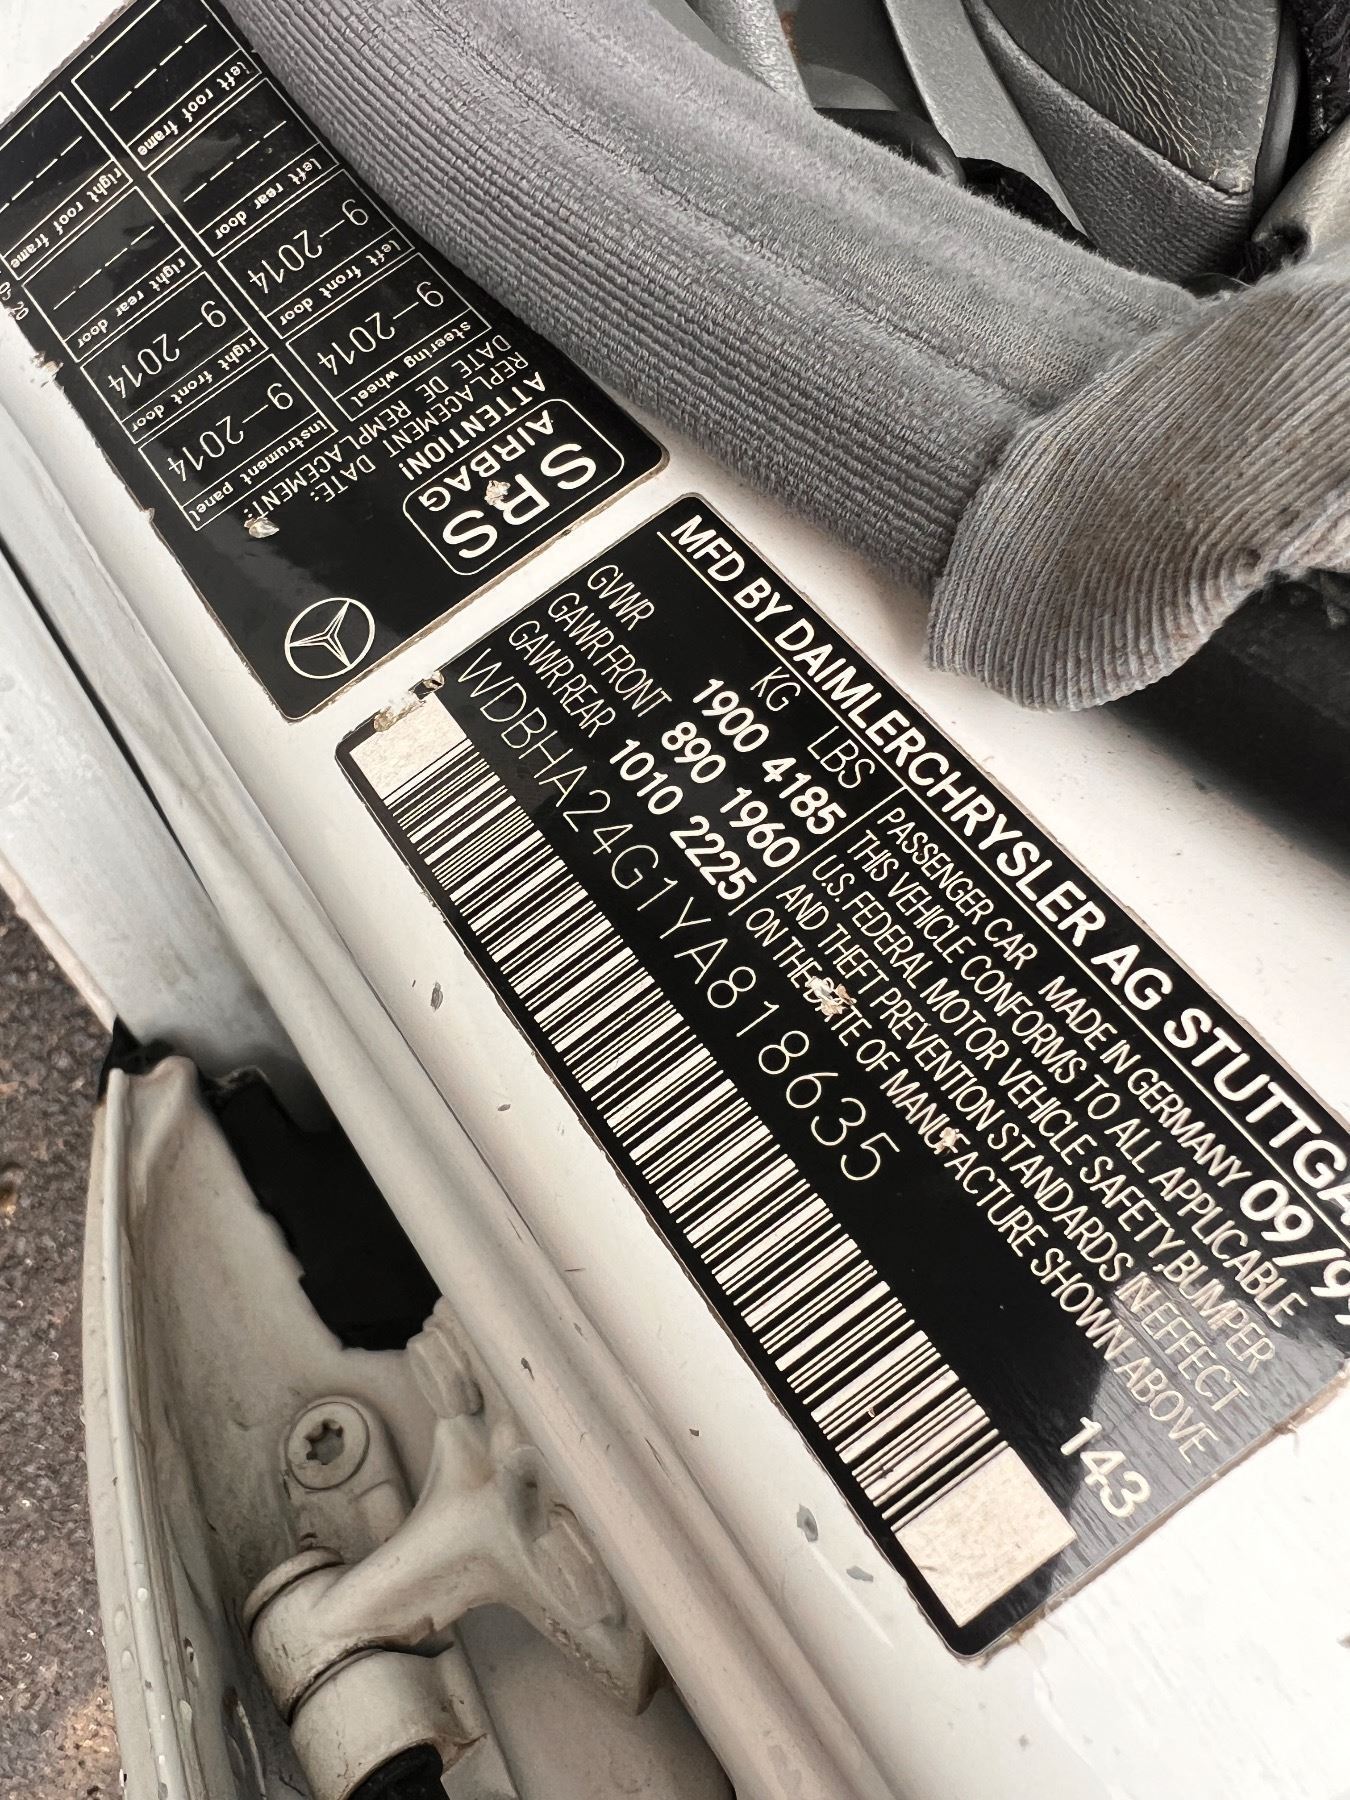 MFD BY DAIMLERCHRYSLER AG STUTTGA
KG LBS
GVWR 1900 4185
GAWR FRONT 890 1960
GAWR REAR 1010 2225
PASSENGER CAR MADE IN GERMANY 09/99
THIS VEHICLE CONFORMS TO ALL APPLICABLE
U.S. FEDERAL MOTOR VEHICLE SAFETY, BUMPER
AND THEFT PREVENTION STANDARDS IN EFFECT
ON THE DATE OF MANUFACTURE SHOWN ABOVE
WDBHA24G1YA818635
143
SRS
AIRBAG
ATTENTION!
REPLACEMENT DATE:
DATE DE REMPLACEMENT:
steering wheel
9–2014
instrument panel
9–2014
left front door
9–2014
right front door
9–2014
left rear door
right rear door
left roof frame
right roof frame